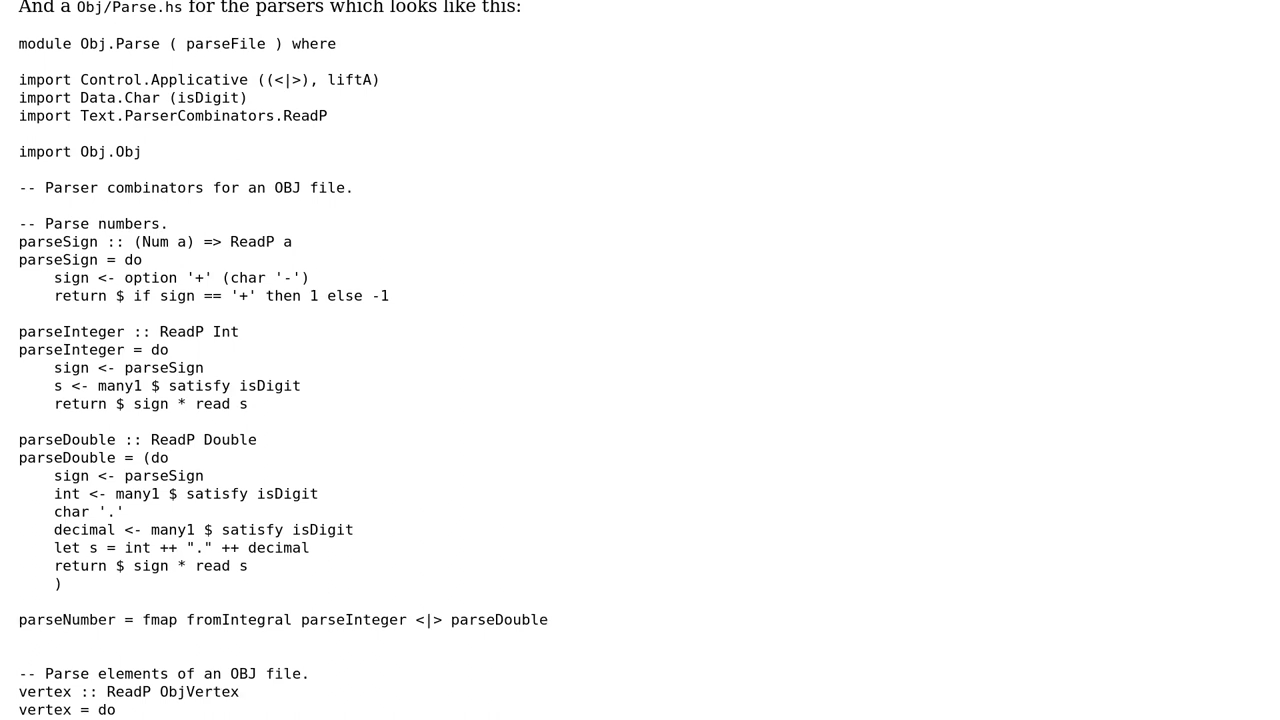 And a Obj/Parse.hs for the parsers which looks like this:
module Obj.Parse ( parseFile ) where
import Control.Applicative ((<|>), liftA)
import Data.Char (isDigit)
import Text.ParserCombinators.ReadP
import Obj.Obj
-- Parser combinators for an OBJ file.
-- Parse numbers.
parseSign :: (Num a) => ReadP a
parseSign = do
    sign <- option '+' (char '-')
    return $ if sign == '+' then 1 else -1
parseInteger :: ReadP Int
parseInteger = do
    sign <- parseSign
    s <- many1 $ satisfy isDigit
    return $ sign * read s
parseDouble :: ReadP Double
parseDouble = (do
    sign <- parseSign
    int <- many1 $ satisfy isDigit
    char '.'
    decimal <- many1 $ satisfy isDigit
    let s = int ++ "." ++ decimal
    return $ sign * read s
    )
parseNumber = fmap fromIntegral parseInteger <|> parseDouble
-- Parse elements of an OBJ file.
vertex :: ReadP ObjVertex
vertex = do